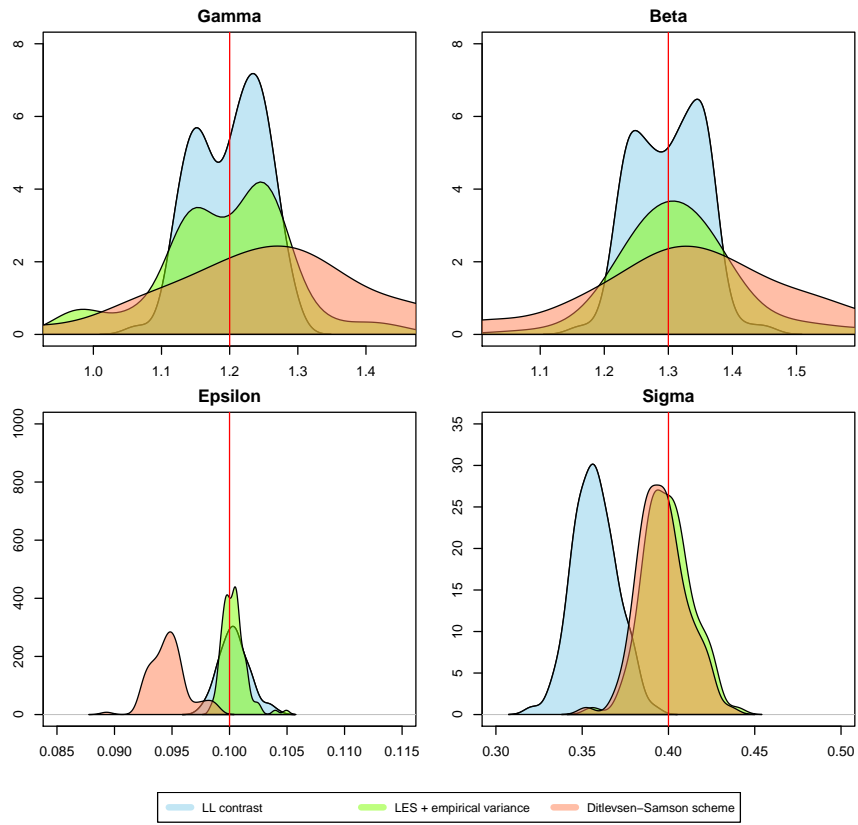 Gamma
Beta
8
6
4
2
0
1.0 1.1 1.2 1.3 1.4
8
6
4
2
0
1.1 1.2 1.3 1.4 1.5
Epsilon
Sigma
1000
800
600
400
200
0
0.085 0.090 0.095 0.100 0.105 0.110 0.115
35
30
25
20
15
10
5
0
0.30 0.35 0.40 0.45 0.50
LL contrast LES + empirical variance Ditlevsen−Samson scheme